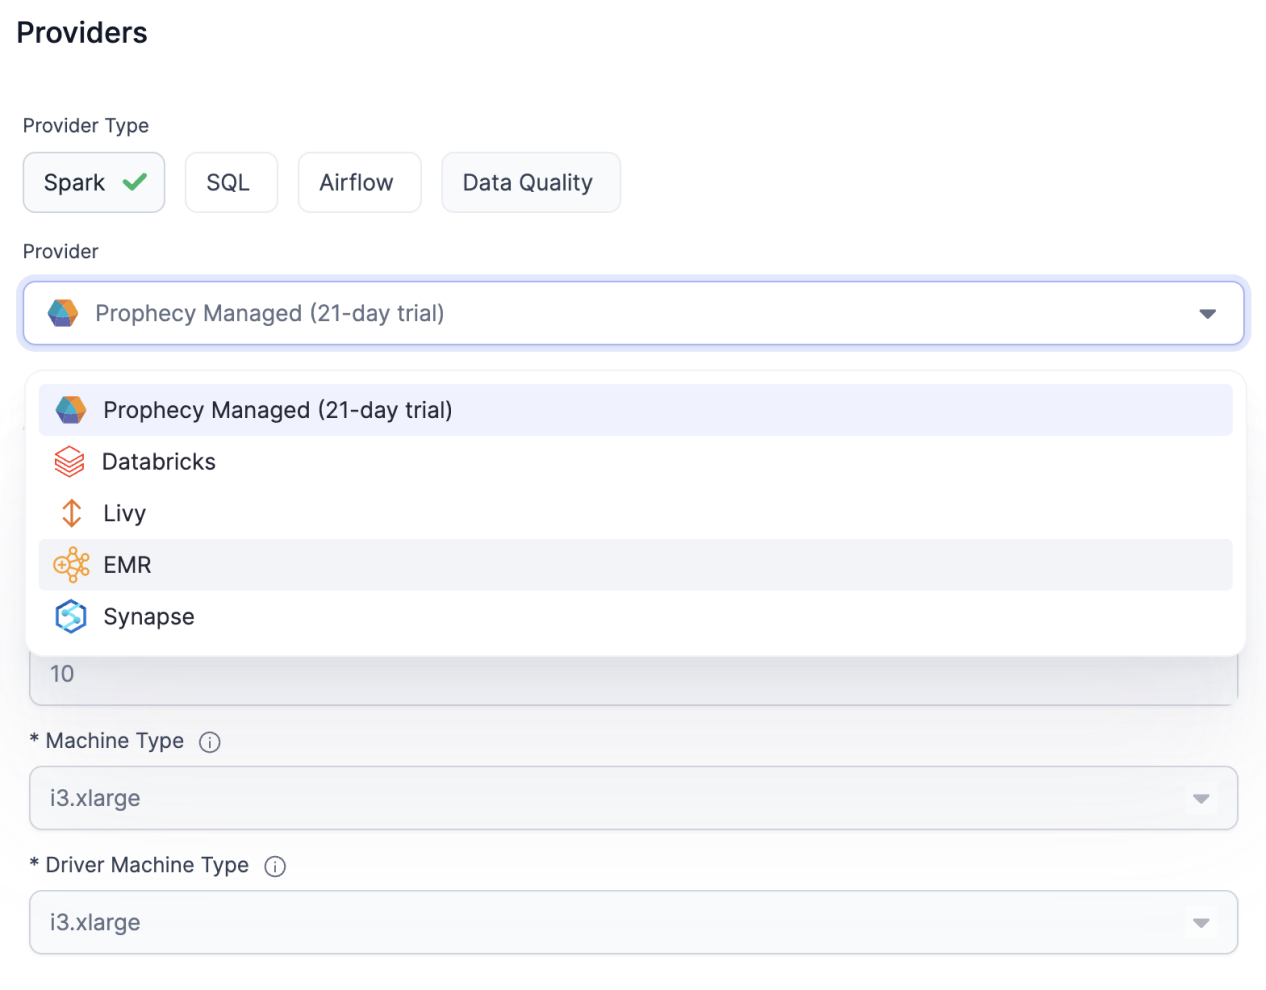 Providers
Provider Type
Spark SQL Airflow Data Quality
Provider
Prophecy Managed (21-day trial)
Prophecy Managed (21-day trial)
Databricks
Livy
EMR
Synapse
10
* Machine Type
i3.xlarge
* Driver Machine Type
i3.xlarge